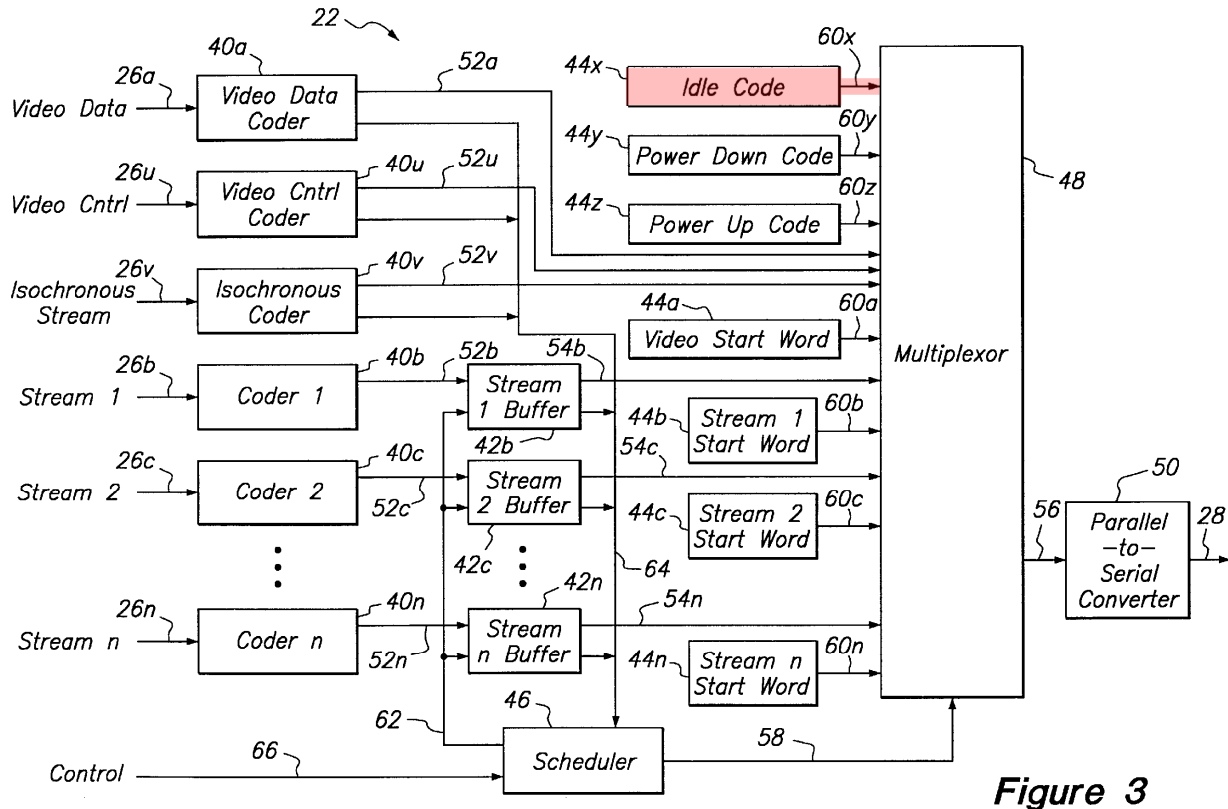 22
40a
52a
60x
44x
Idle Code
26a
Video Data
Video Data
Coder
60y
44y
Power Down Code
48
26u
40u
52u
Video Cntrl
Video Cntrl
Coder
60z
44z
Power Up Code
26v
40v
52v
Isochronous
Stream
Isochronous
Coder
44a
60a
Video Start Word
Multiplexor
26b
40b
52b
54b
Stream 1
Coder 1
Stream
1 Buffer
42b
44b
Stream 1
Start Word
60b
26c
40c
52c
54c
Stream 2
Coder 2
Stream
2 Buffer
42c
44c
Stream 2
Start Word
60c
50
56
Parallel
-to-
Serial
Converter
28
64
26n
40n
42n
54n
Stream n
Coder n
52n
Stream
n Buffer
44n
Stream n
Start Word
60n
62
46
Scheduler
58
66
Control
Figure 3